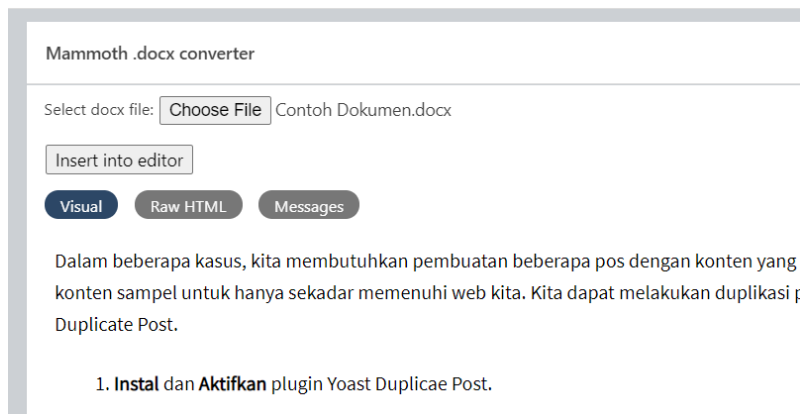 Mammoth .docx converter
Select docx file: Choose File Contoh Dokumen.docx
Insert into editor
Visual Raw HTML Messages
Dalam beberapa kasus, kita membutuhkan pembuatan beberapa pos dengan konten yang
konten sampel untuk hanya sekadar memenuhi web kita. Kita dapat melakukan duplikasi
Duplicate Post.
1. Instal dan Aktifkan plugin Yoast Duplicae Post.